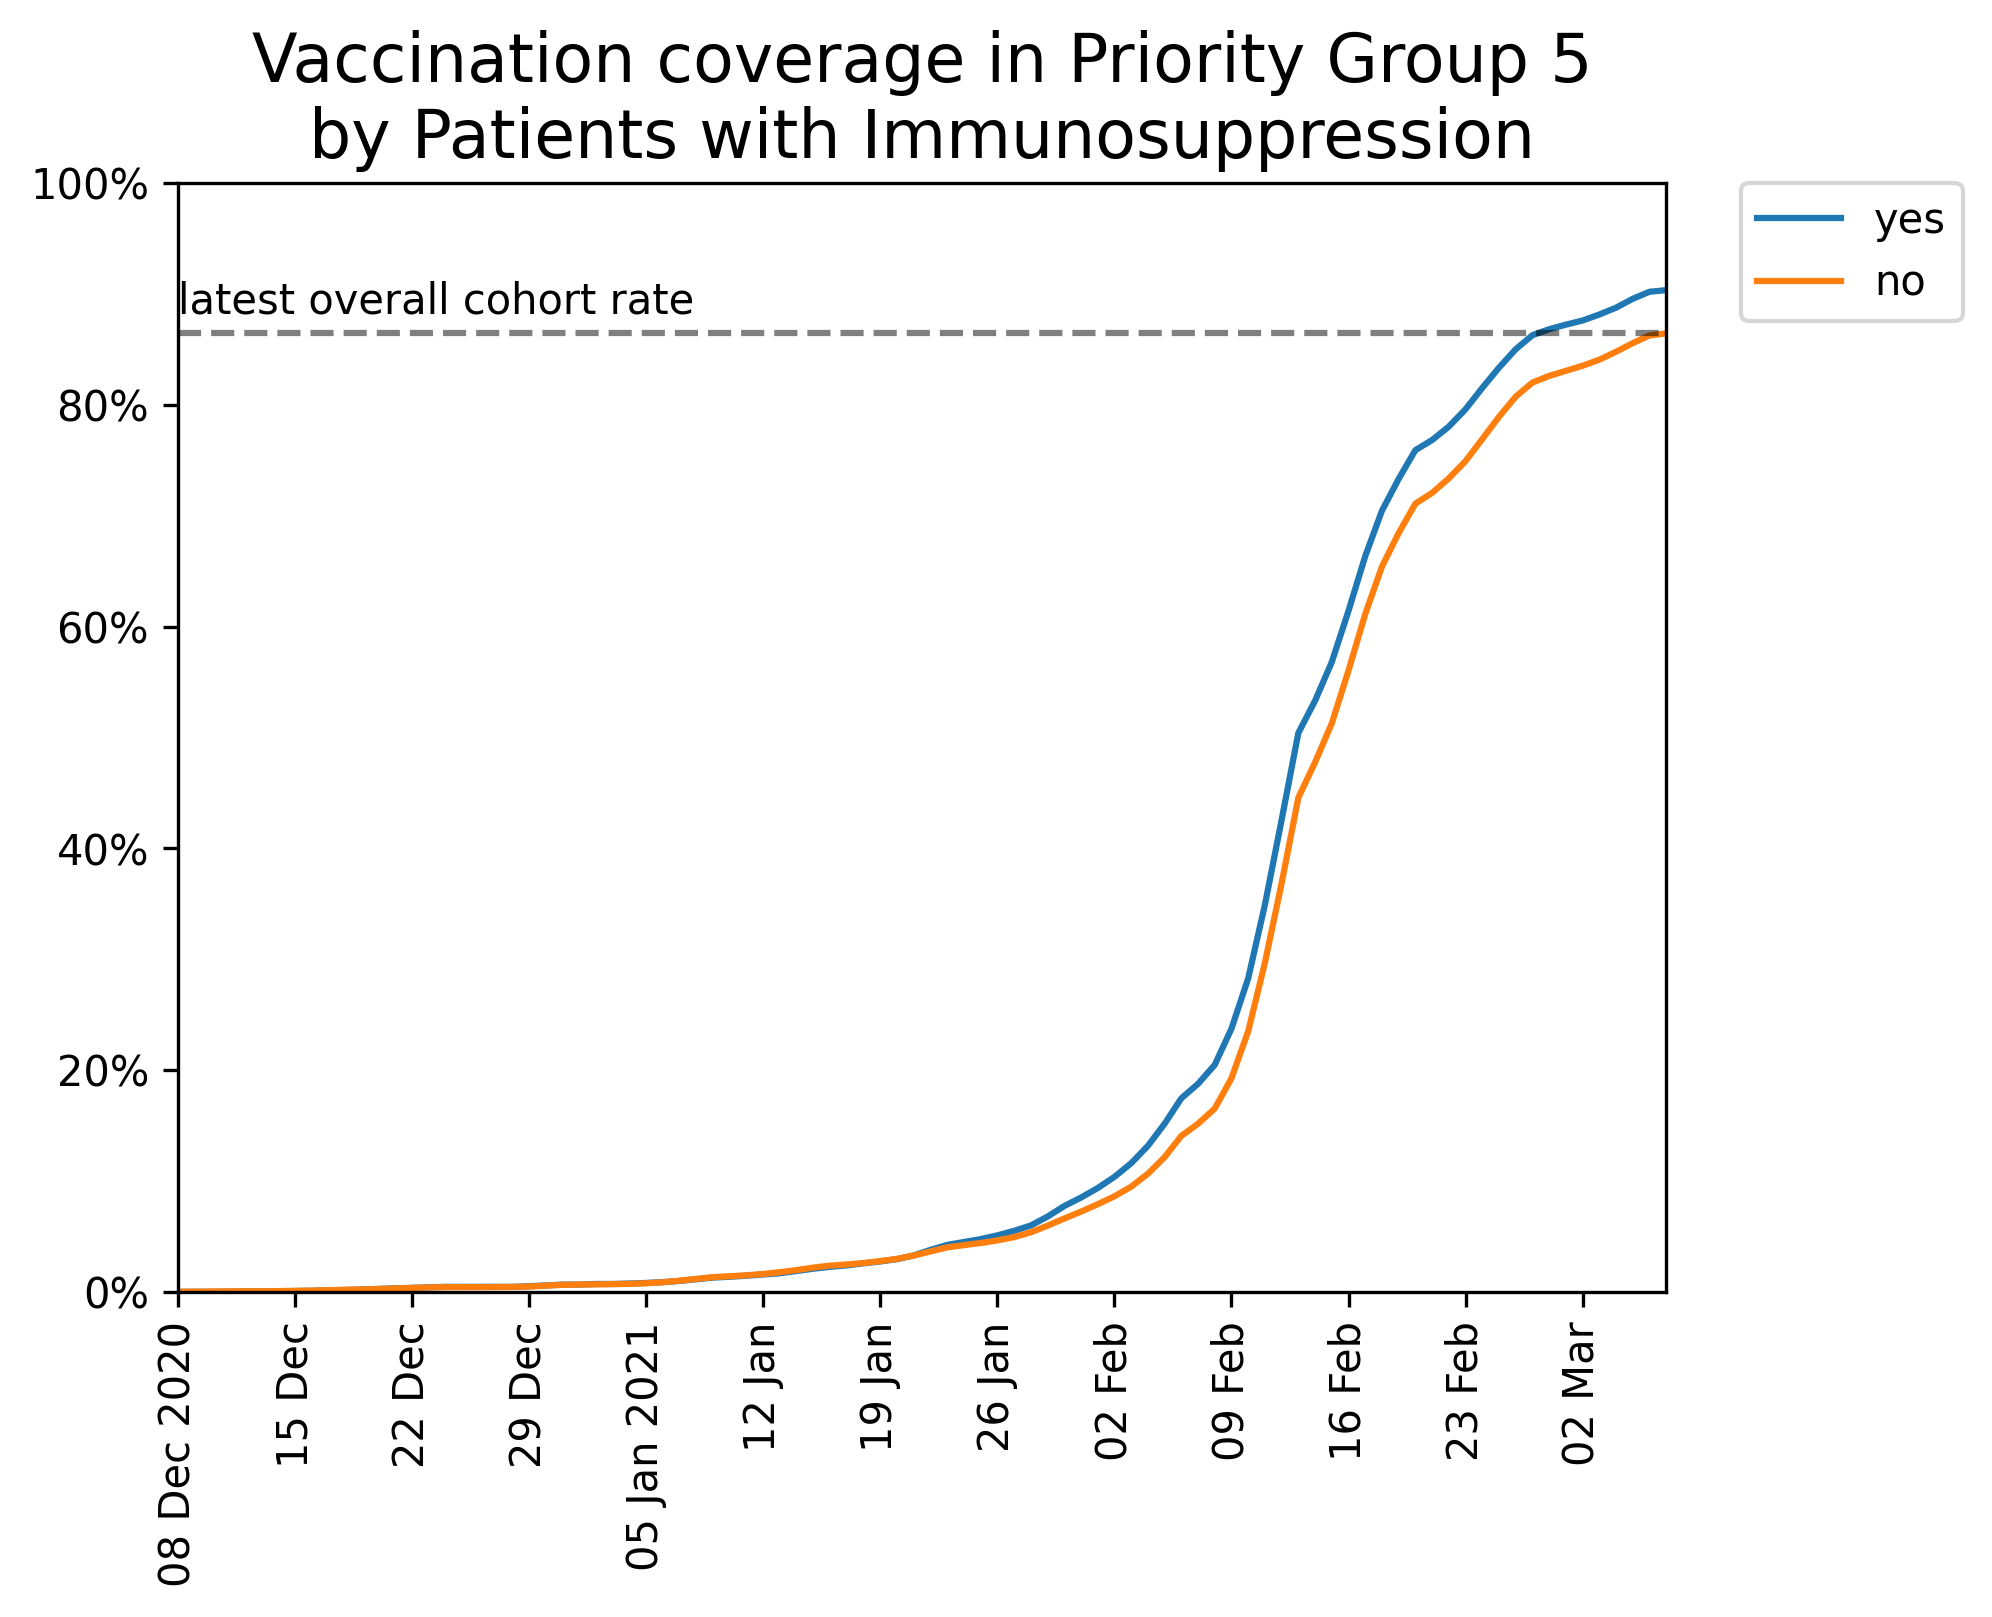 Vaccination coverage in Priority Group 5
by Patients with Immunosuppression
100%
80%
60%
40%
20%
0%
latest overall cohort rate
yes
no
08 Dec 2020
15 Dec
22 Dec
29 Dec
05 Jan 2021
12 Jan
19 Jan
26 Jan
02 Feb
09 Feb
16 Feb
23 Feb
02 Mar